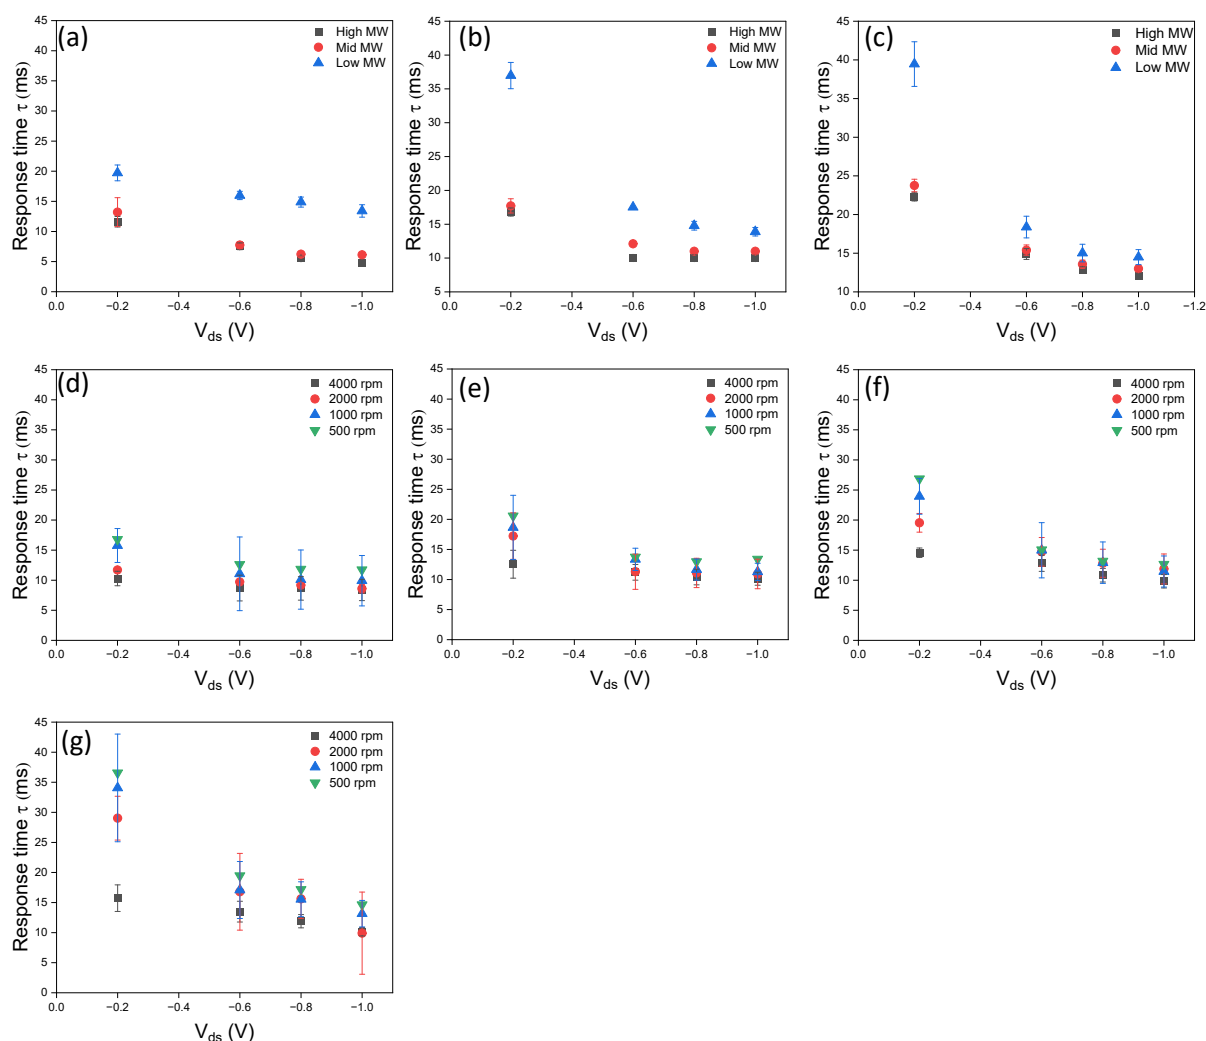 (a)
High MW
Mid MW
Low MW
Response time τ (ms)
45
40
35
30
25
20
15
10
5
0
0.0 −0.2 −0.4 −0.6 −0.8 −1.0
Vds (V)
(b)
High MW
Mid MW
Low MW
Response time τ (ms)
45
40
35
30
25
20
15
10
5
0.0 −0.2 −0.4 −0.6 −0.8 −1.0
Vds (V)
(c)
High MW
Mid MW
Low MW
Response time τ (ms)
45
40
35
30
25
20
15
10
0.0 −0.2 −0.4 −0.6 −0.8 −1.0 −1.2
Vds (V)
(d)
4000 rpm
2000 rpm
1000 rpm
500 rpm
Response time τ (ms)
45
40
35
30
25
20
15
10
5
0
0.0 −0.2 −0.4 −0.6 −0.8 −1.0
Vds (V)
(e)
4000 rpm
2000 rpm
1000 rpm
500 rpm
Response time τ (ms)
45
40
35
30
25
20
15
10
5
0
0.0 −0.2 −0.4 −0.6 −0.8 −1.0
Vds (V)
(f)
4000 rpm
2000 rpm
1000 rpm
500 rpm
Response time τ (ms)
45
40
35
30
25
20
15
10
5
0
0.0 −0.2 −0.4 −0.6 −0.8 −1.0
Vds (V)
(g)
4000 rpm
2000 rpm
1000 rpm
500 rpm
Response time τ (ms)
45
40
35
30
25
20
15
10
5
0
0.0 −0.2 −0.4 −0.6 −0.8 −1.0
Vds (V)